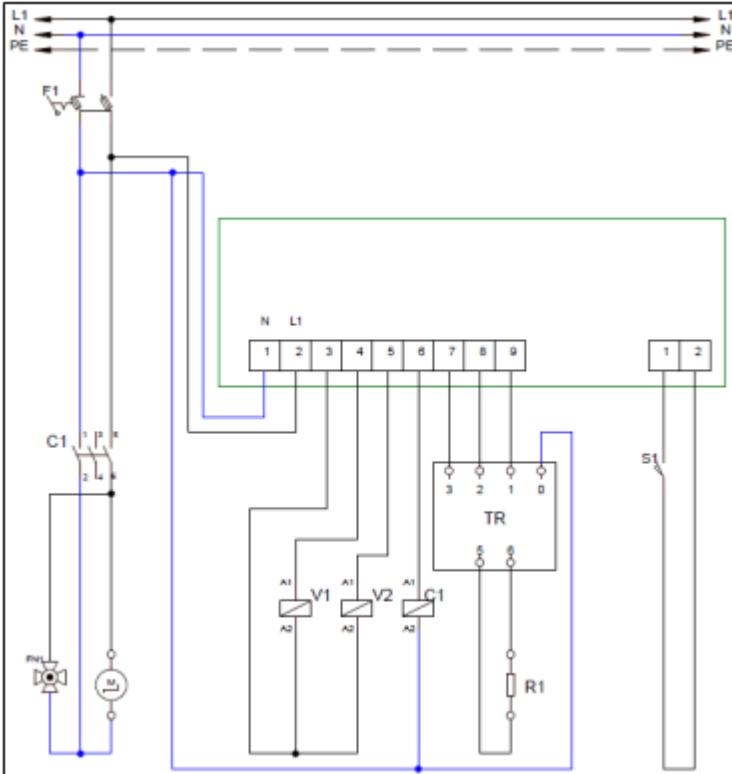 L1 L1
N N
PE PE
F1
N L1
1 2 3 4 5 6 7 8 9 1 2
C1 1 3 5
2 4 6
S1
3 2 1 0
TR
5 6
A1 V1 A1 V2 A1 C1
A2 A2 A2
M
R1